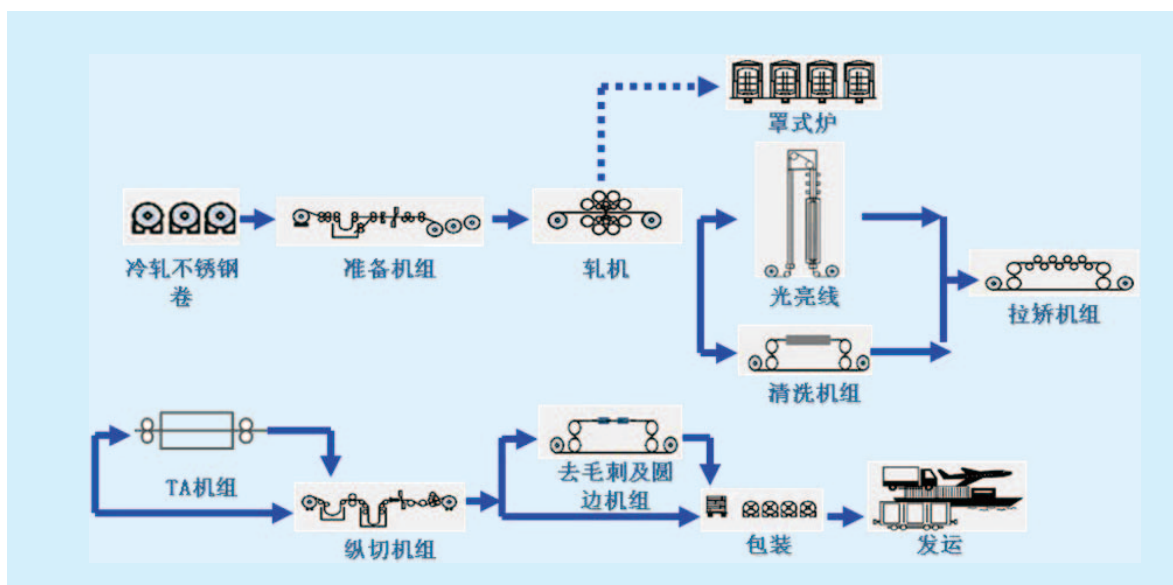 罩式炉
冷轧不锈钢
卷
准备机组
轧机
光亮线
拉矫机组
清洗机组
TA机组
纵切机组
去毛刺及圆
边机组
包装
发运